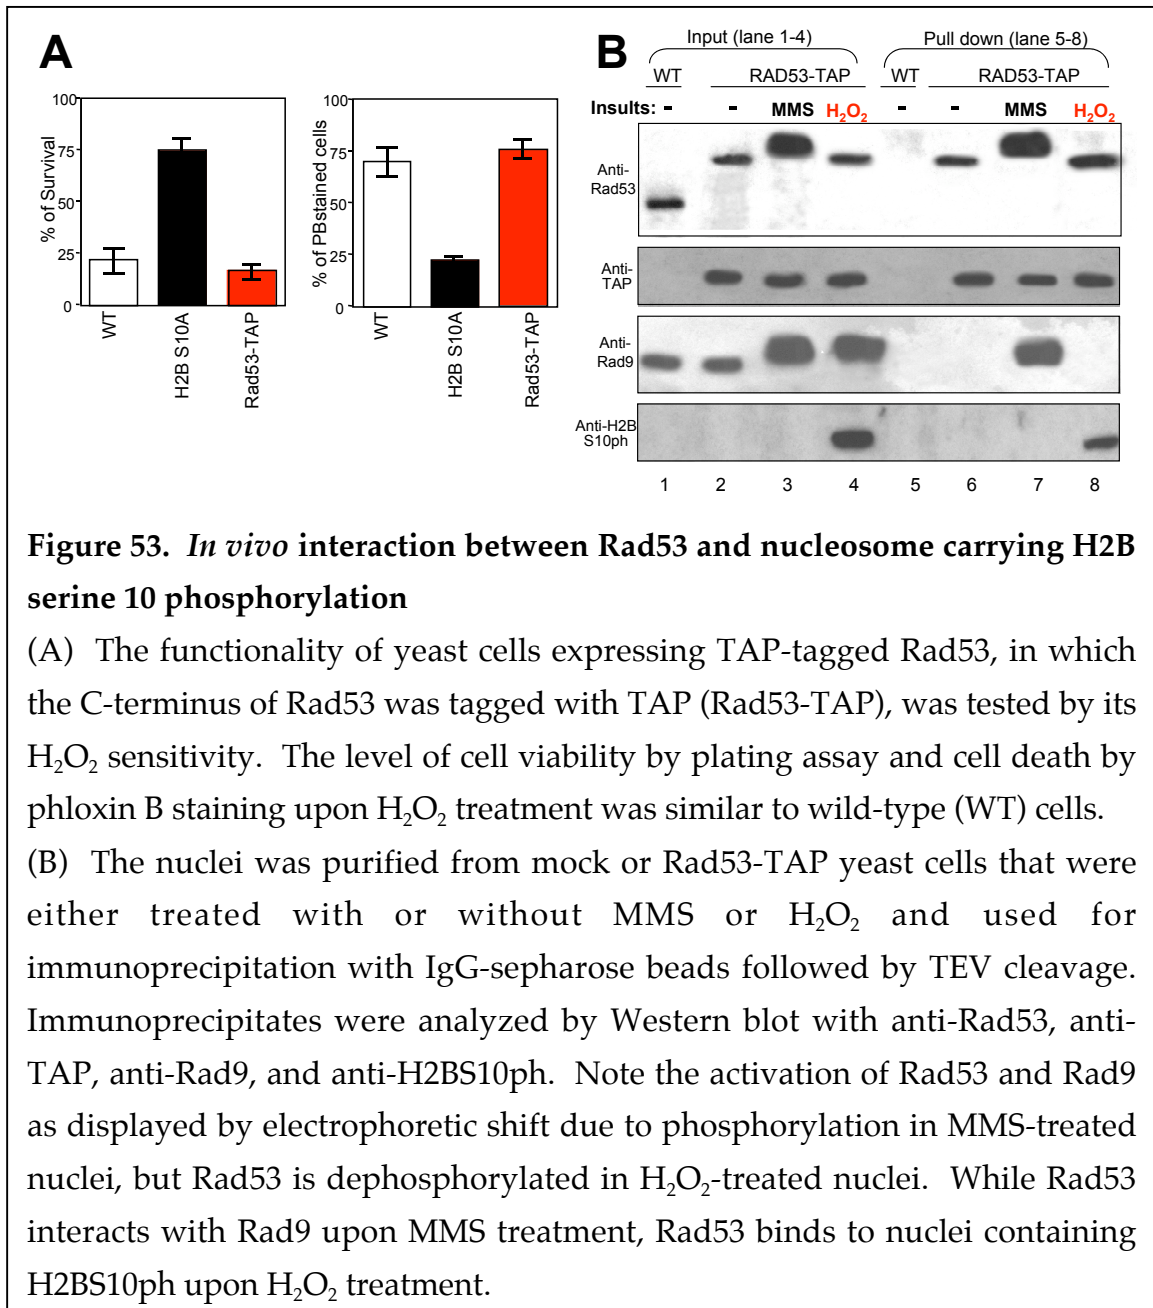 A
% of Survival
100
75
50
25
0
WT
H2B S10A
Rad53-TAP
% of PBstained cells
100
75
50
25
0
WT
H2B S10A
Rad53-TAP
B
Input (lane 1-4) Pull down (lane 5-8)
WT RAD53-TAP WT RAD53-TAP
Insults: - - MMS H₂O₂ - - MMS H₂O₂
Anti-
Rad53
Anti-
TAP
Anti-
Rad9
Anti-H2B
S10ph
1 2 3 4 5 6 7 8
Figure 53. In vivo interaction between Rad53 and nucleosome carrying H2B
serine 10 phosphorylation
(A) The functionality of yeast cells expressing TAP-tagged Rad53, in which
the C-terminus of Rad53 was tagged with TAP (Rad53-TAP), was tested by its
H₂O₂ sensitivity. The level of cell viability by plating assay and cell death by
phloxin B staining upon H₂O₂ treatment was similar to wild-type (WT) cells.
(B) The nuclei was purified from mock or Rad53-TAP yeast cells that were
either treated with or without MMS or H₂O₂ and used for
immunoprecipitation with IgG-sepharose beads followed by TEV cleavage.
Immunoprecipitates were analyzed by Western blot with anti-Rad53, anti-
TAP, anti-Rad9, and anti-H2BS10ph. Note the activation of Rad53 and Rad9
as displayed by electrophoretic shift due to phosphorylation in MMS-treated
nuclei, but Rad53 is dephosphorylated in H₂O₂-treated nuclei. While Rad53
interacts with Rad9 upon MMS treatment, Rad53 binds to nuclei containing
H2BS10ph upon H₂O₂ treatment.